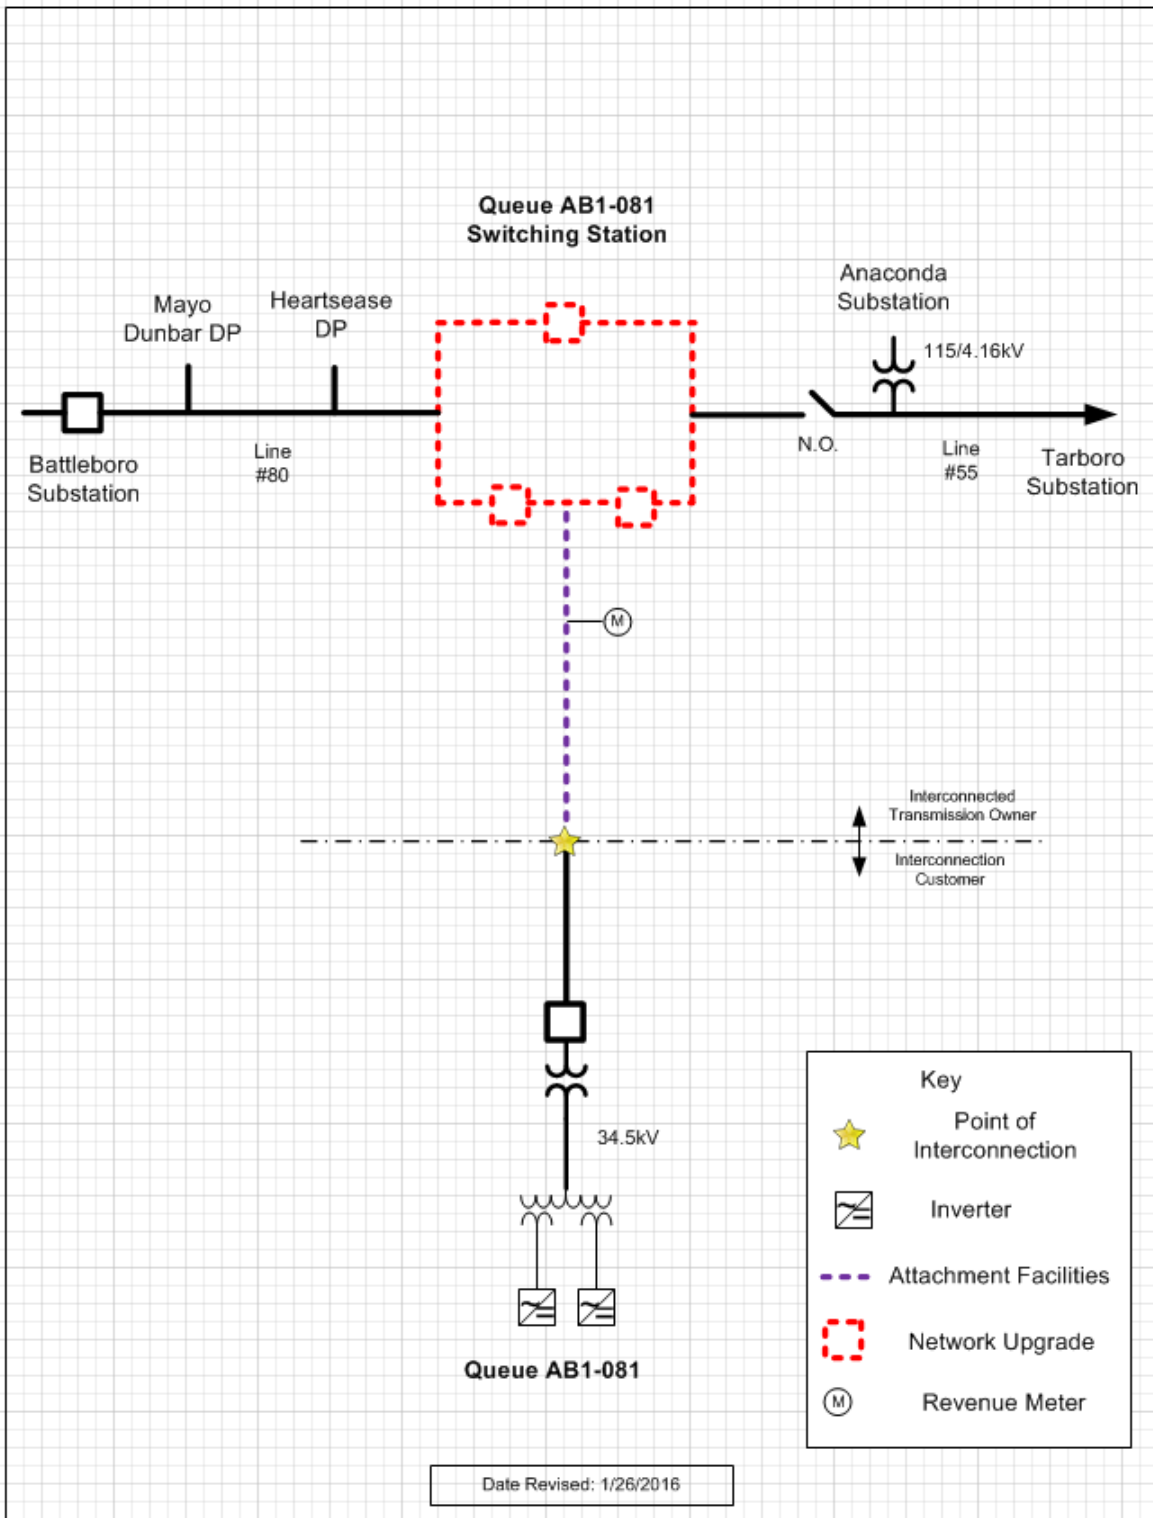 Queue AB1-081
Switching Station
Anaconda
Substation
Mayo
Dunbar DP
Heartsease
DP
115/4.16kV
N.O.
Line
#80
Line
#55
Battleboro
Substation
Tarboro
Substation
M
Interconnected
Transmission Owner
Interconnection
Customer
34.5kV
Queue AB1-081
Key
Point of
Interconnection
Inverter
Attachment Facilities
Network Upgrade
M
Revenue Meter
Date Revised: 1/26/2016